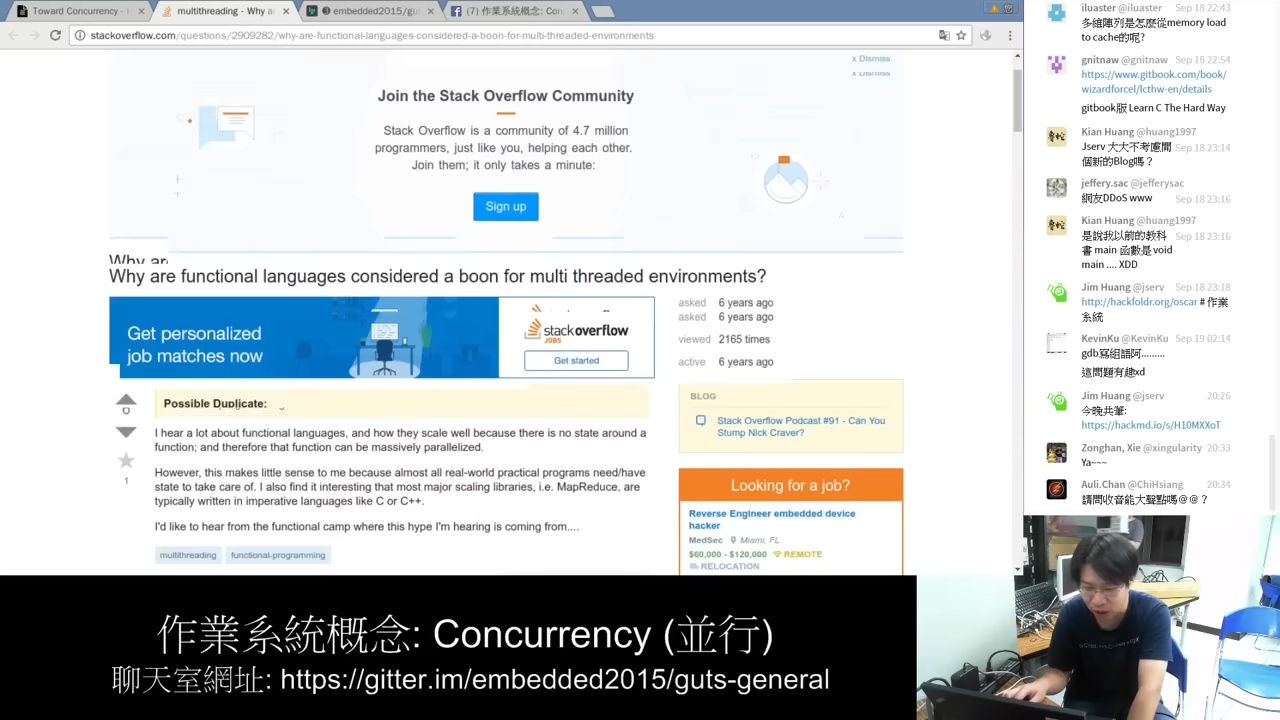 Toward Concurrency -
multithreading - Why a
embedded2015/gu
(7) 作業系統概念: Con
stackoverflow.com/questions/2909282/why-are-functional-languages-considered-a-boon-for-multi-threaded-environments
x Dismiss
x Dismiss
Join the Stack Overflow Community
Stack Overflow is a community of 4.7 million
programmers, just like you, helping each other.
Join them; it only takes a minute:
Sign up
Why are
Why are functional languages considered a boon for multi threaded environments?
Get personalized
job matches now
stackoverflow
JOBS
Get started
asked 6 years ago
asked 6 years ago
viewed 2165 times
active 6 years ago
0
1
Possible Duplicate:
I hear a lot about functional languages, and how they scale well because there is no state around a
function; and therefore that function can be massively parallelized.
However, this makes little sense to me because almost all real-world practical programs need/have
state to take care of. I also find it interesting that most major scaling libraries, i.e. MapReduce, are
typically written in imperative languages like C or C++.
I'd like to hear from the functional camp where this hype I'm hearing is coming from....
multithreading functional-programming
BLOG
Stack Overflow Podcast #91 - Can You
Stump Nick Craver?
Looking for a job?
Reverse Engineer embedded device
hacker
MedSec Miami, FL
$60,000 - $120,000 REMOTE
RELOCATION
iluaster @iluaster Sep 18 22:43
多維陣列是怎麼從memory load
to cache的呢?
gnitnaw @gnitnaw Sep 18 22:54
https://www.gitbook.com/book/
wizardforcel/lcthw-en/details
gitbook版 Learn C The Hard Way
Kian Huang @huang1997
Jserv 大大不考慮開 Sep 18 23:14
個新的Blog嗎？
jeffery.sac @jefferysac
網友DDoS www Sep 18 23:16
Kian Huang @huang1997
是說我以前的教科 Sep 18 23:16
書 main 函數是 void
main .... XDD
Jim Huang @jserv Sep 18 23:18
http://hackfoldr.org/oscar # 作業
系統
KevinKu @KevinKu Sep 19 02:14
gdb寫組語阿.........
這問題有趣xd
Jim Huang @jserv 20:26
今晚共筆:
https://hackmd.io/s/H10MXXoT
Zonghan, Xie @xingularity 20:33
Ya~~~
Auli.Chan @ChiHsiang 20:34
請問收音能大聲點嗎＠＠？
作業系統概念: Concurrency (並行)
聊天室網址: https://gitter.im/embedded2015/guts-general